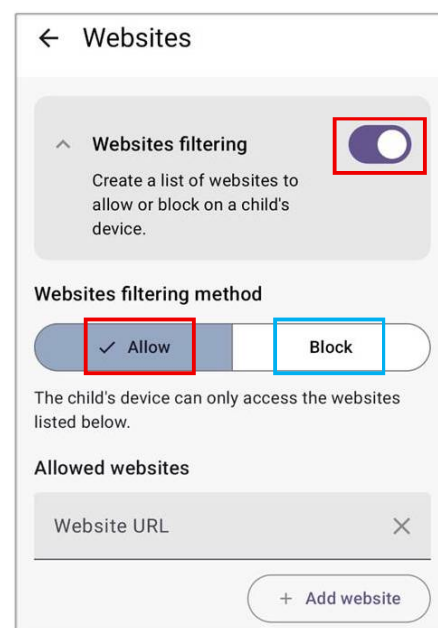 Websites
Websites filtering
Create a list of websites to
allow or block on a child's
device.
Websites filtering method
Allow
Block
The child's device can only access the websites
listed below.
Allowed websites
Website URL
+ Add website